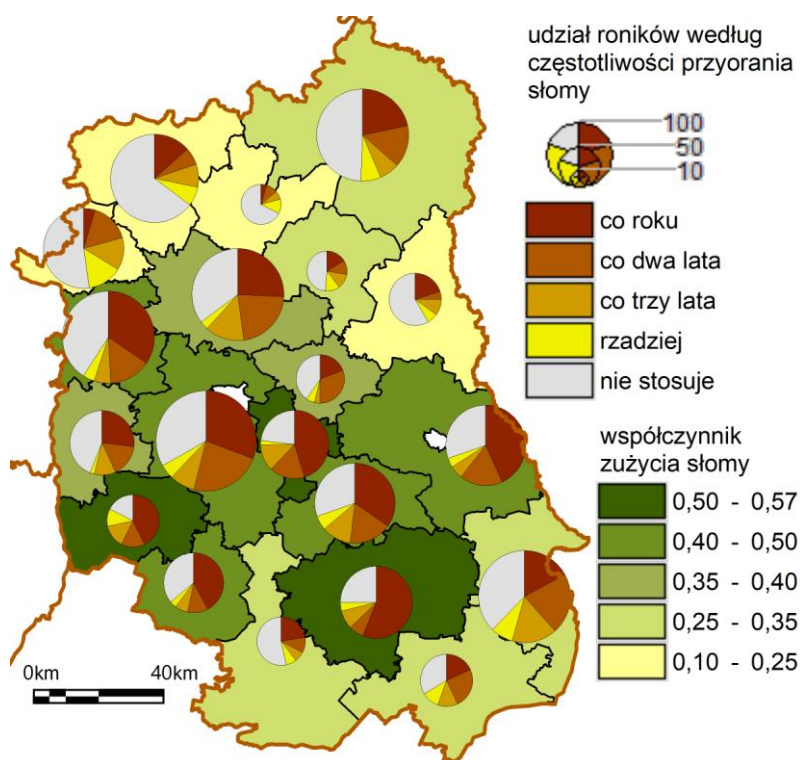 udział roników według
częstotliwości przyorania
słomy
100
50
10
co roku
co dwa lata
co trzy lata
rzadziej
nie stosuje
współczynnik
zużycia słomy
0,50 - 0,57
0,40 - 0,50
0,35 - 0,40
0,25 - 0,35
0,10 - 0,25
0km 40km